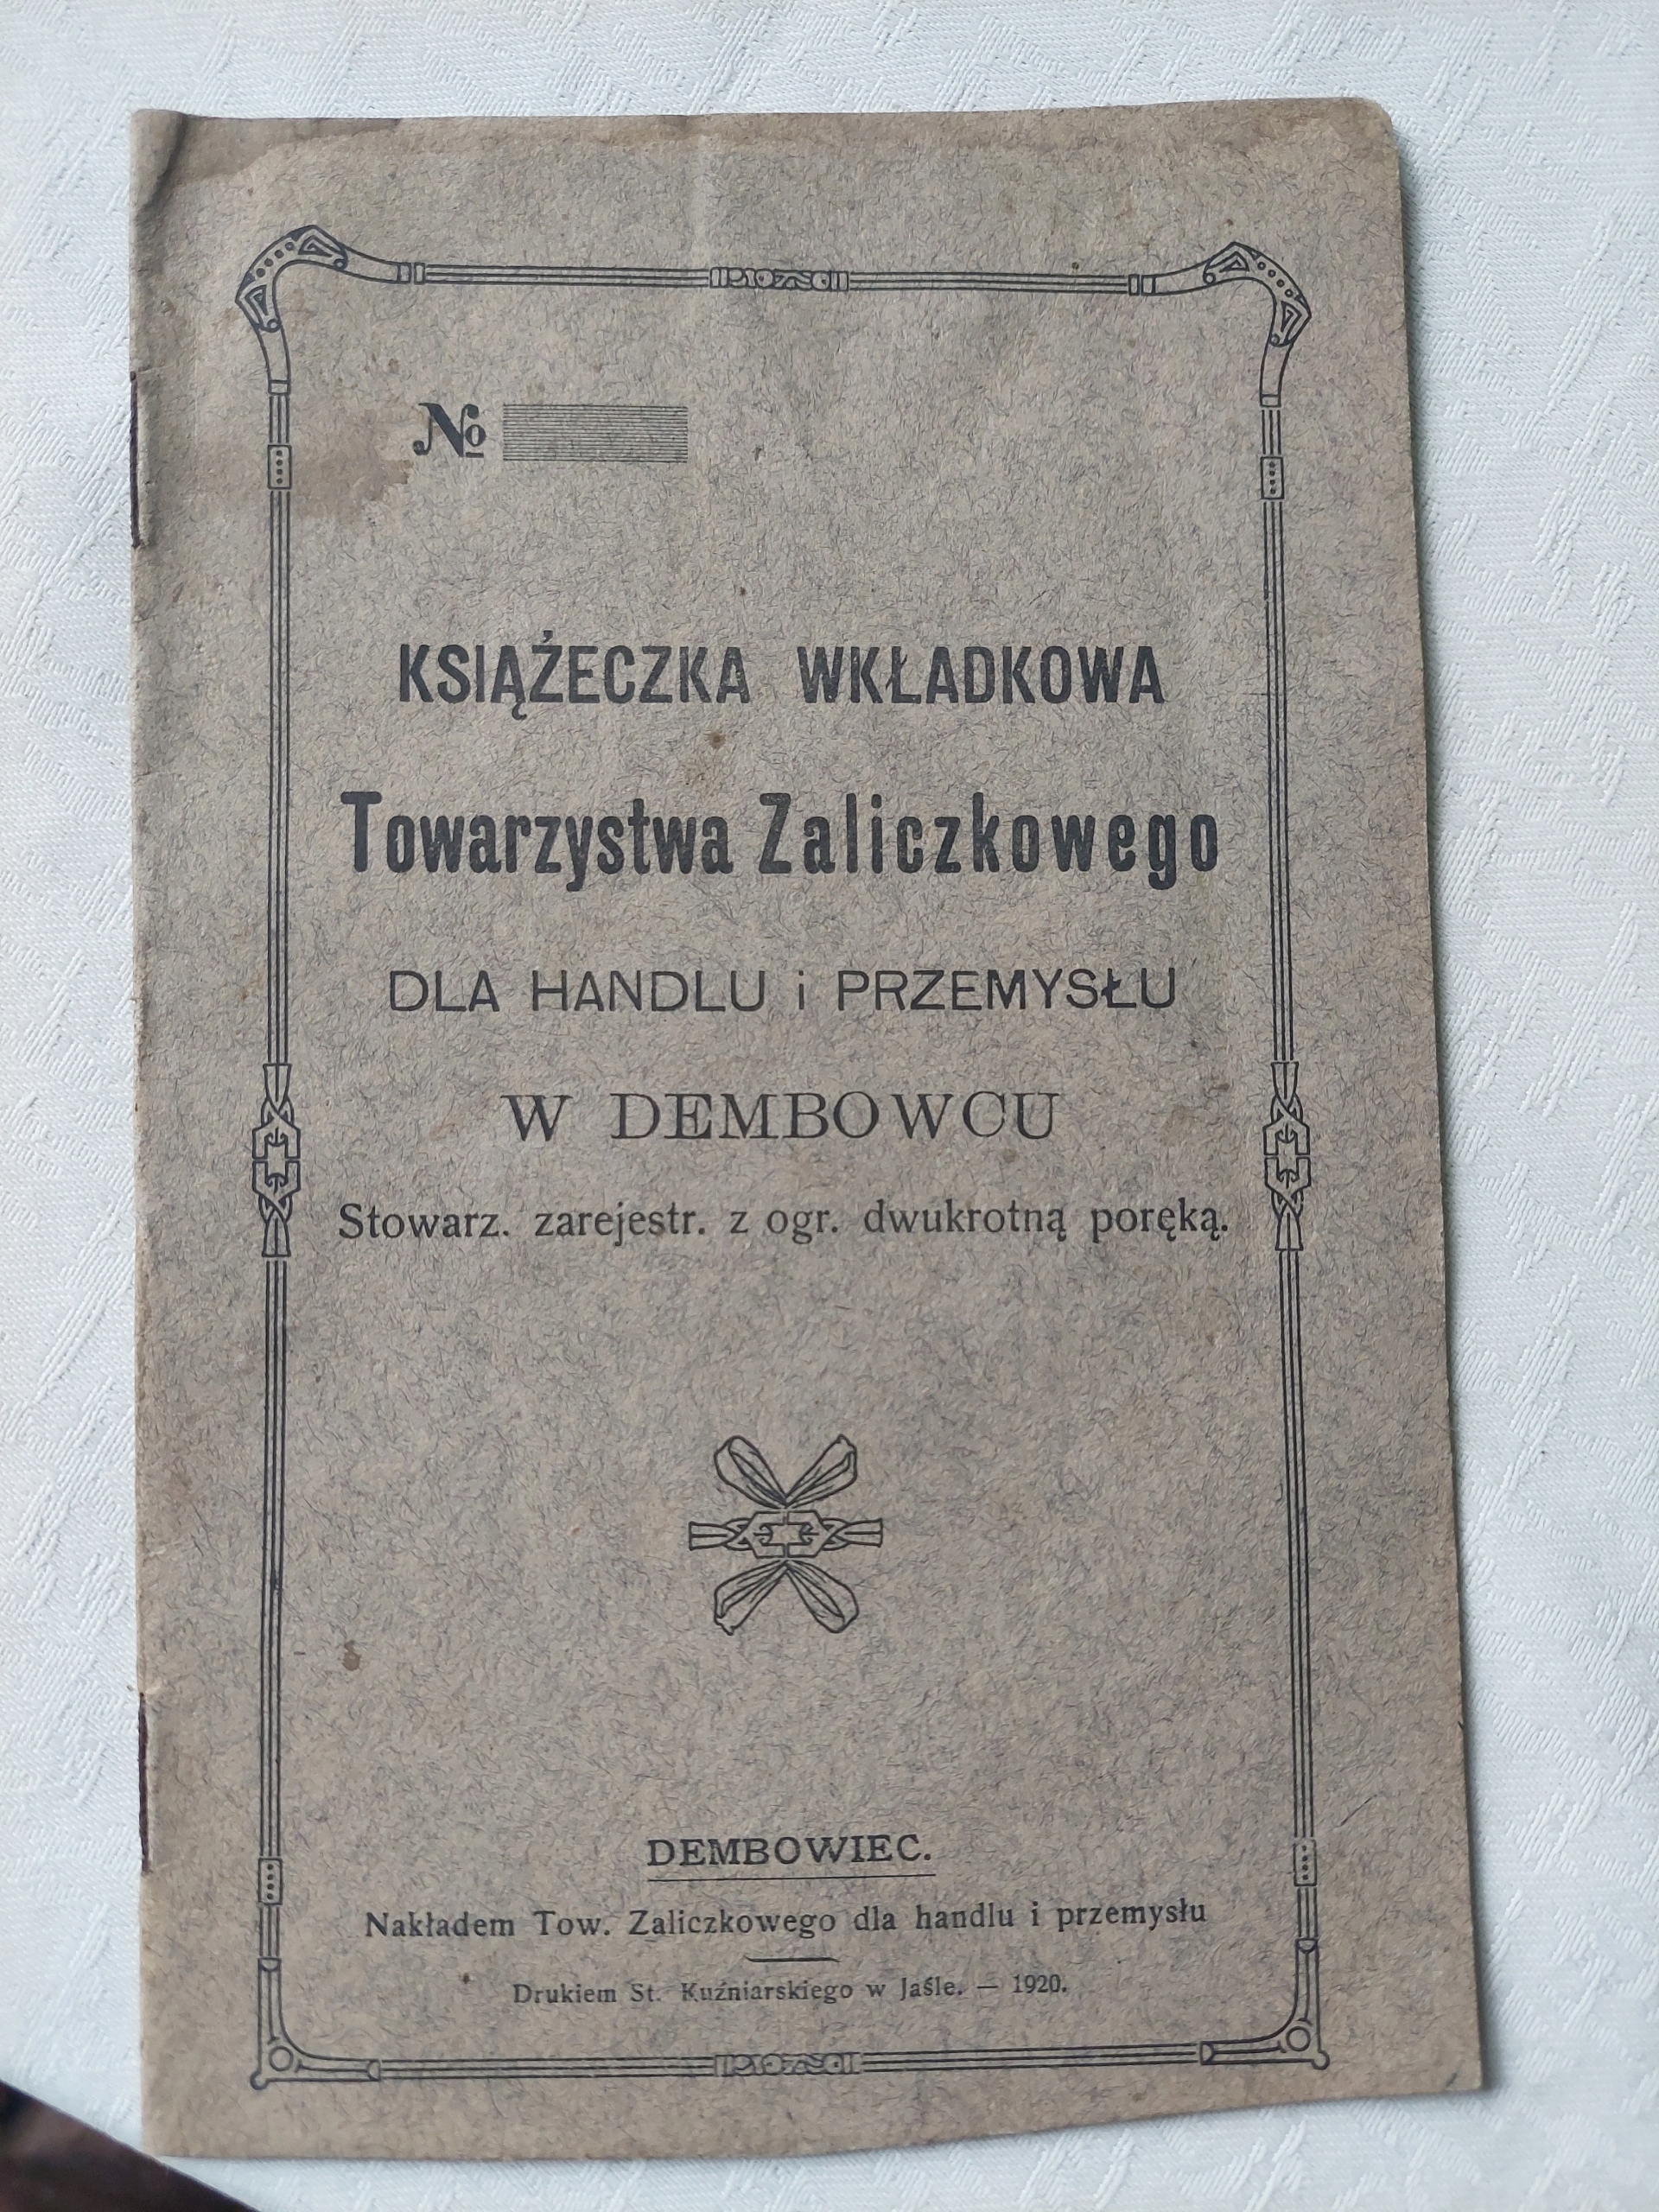 №
KSIĄŻECZKA WKŁADKOWA
Towarzystwa Zaliczkowego
DLA HANDLU i PRZEMYSŁU
W DEMBOWCU
Stowarz. zarejestr. z ogr. dwukrotną poręką.
DEMBOWIEC.
Nakładem Tow. Zaliczkowego dla handlu i przemysłu
Drukiem St. Kuźniarskiego w Jaśle. — 1920.